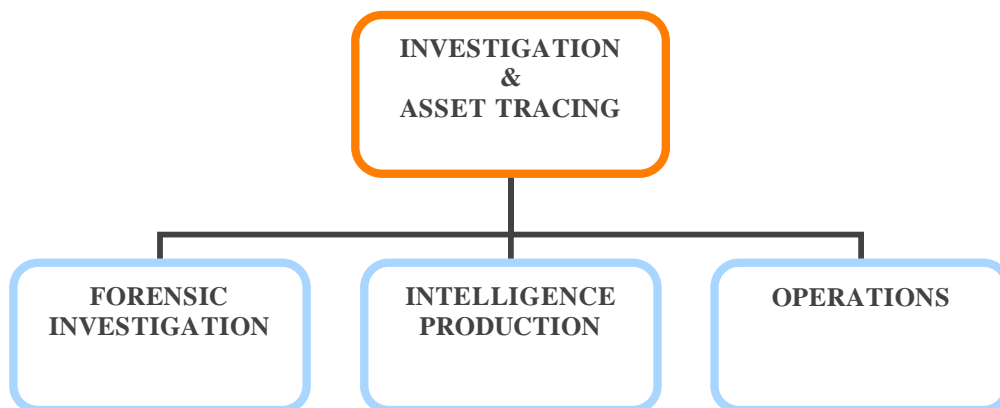 INVESTIGATION
&
ASSET TRACING
FORENSIC
INVESTIGATION
INTELLIGENCE
PRODUCTION
OPERATIONS